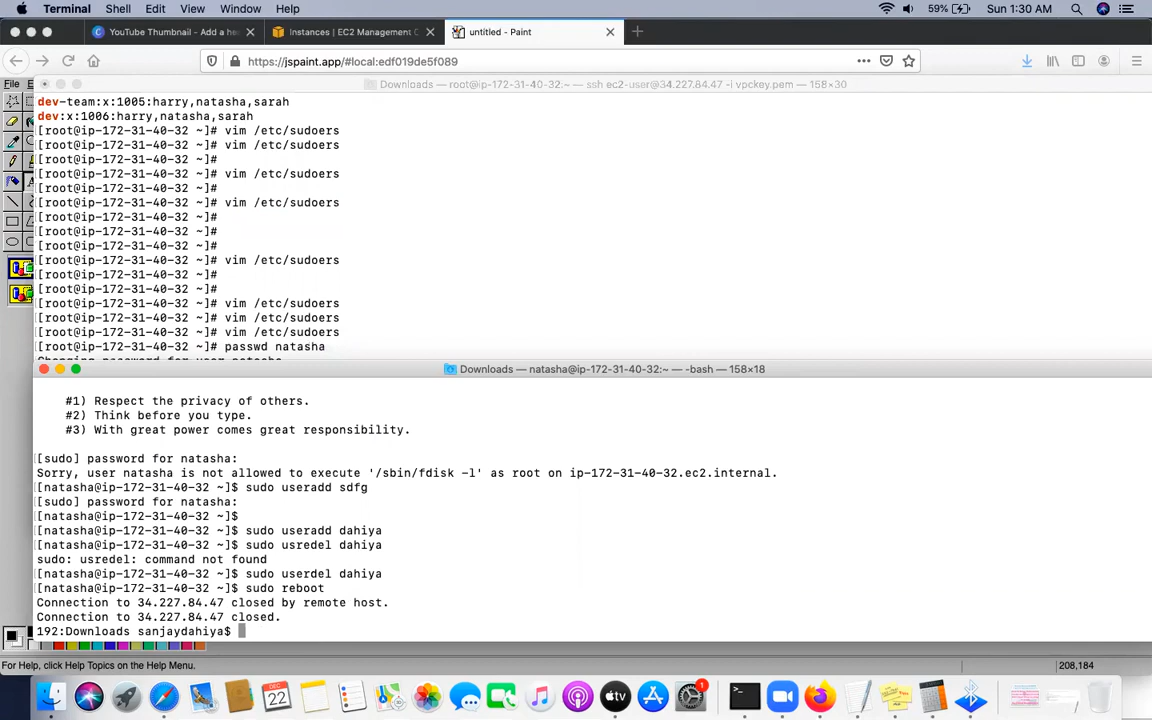 Terminal Shell Edit View Window Help 59% Sun 1:30 AM
YouTube Thumbnail - Add a he Instances | EC2 Management C untitled - Paint
https://jspaint.app/#local:edf019de5f089
File
Downloads — root@ip-172-31-40-32:~ — ssh ec2-user@34.227.84.47 -i vpckey.pem — 158×30
dev-team:x:1005:harry,natasha,sarah
dev:x:1006:harry,natasha,sarah
[root@ip-172-31-40-32 ~]# vim /etc/sudoers
[root@ip-172-31-40-32 ~]# vim /etc/sudoers
[root@ip-172-31-40-32 ~]#
[root@ip-172-31-40-32 ~]# vim /etc/sudoers
[root@ip-172-31-40-32 ~]#
[root@ip-172-31-40-32 ~]# vim /etc/sudoers
[root@ip-172-31-40-32 ~]#
[root@ip-172-31-40-32 ~]#
[root@ip-172-31-40-32 ~]#
[root@ip-172-31-40-32 ~]# vim /etc/sudoers
[root@ip-172-31-40-32 ~]#
[root@ip-172-31-40-32 ~]#
[root@ip-172-31-40-32 ~]# vim /etc/sudoers
[root@ip-172-31-40-32 ~]# vim /etc/sudoers
[root@ip-172-31-40-32 ~]# vim /etc/sudoers
[root@ip-172-31-40-32 ~]# passwd natasha
Downloads — natasha@ip-172-31-40-32:~ — -bash — 158×18
#1) Respect the privacy of others.
#2) Think before you type.
#3) With great power comes great responsibility.
[sudo] password for natasha:
Sorry, user natasha is not allowed to execute '/sbin/fdisk -l' as root on ip-172-31-40-32.ec2.internal.
[natasha@ip-172-31-40-32 ~]$ sudo useradd sdfg
[sudo] password for natasha:
[natasha@ip-172-31-40-32 ~]$
[natasha@ip-172-31-40-32 ~]$ sudo useradd dahiya
[natasha@ip-172-31-40-32 ~]$ sudo usredel dahiya
sudo: usredel: command not found
[natasha@ip-172-31-40-32 ~]$ sudo userdel dahiya
[natasha@ip-172-31-40-32 ~]$ sudo reboot
Connection to 34.227.84.47 closed by remote host.
Connection to 34.227.84.47 closed.
192:Downloads sanjaydahiya$
For Help, click Help Topics on the Help Menu. 208,184
DEC
22
tv
1